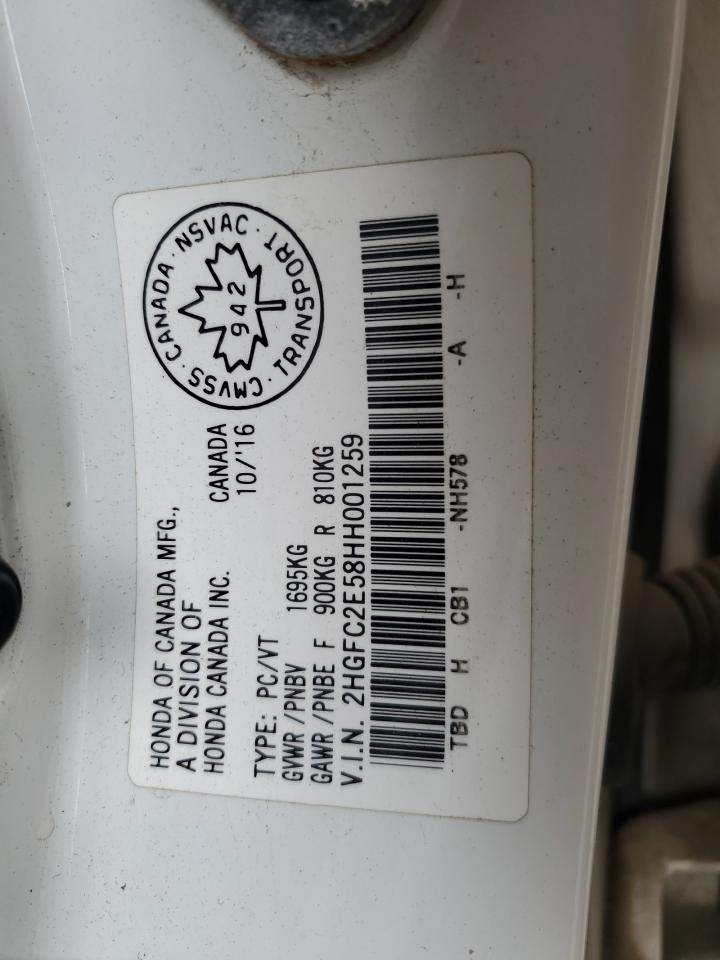 HONDA OF CANADA MFG.,
A DIVISION OF
HONDA CANADA INC.
CANADA
10/'16
TYPE: PC/VT
GVWR /PNBV 1695KG
GAWR /PNBE F 900KG R 810KG
V.I.N. 2HGFC2E58HH001259
TBD H CB1 -NH578 -A -H
CMVSS · CANADA · NSVAC · TRANSPORT ·
942